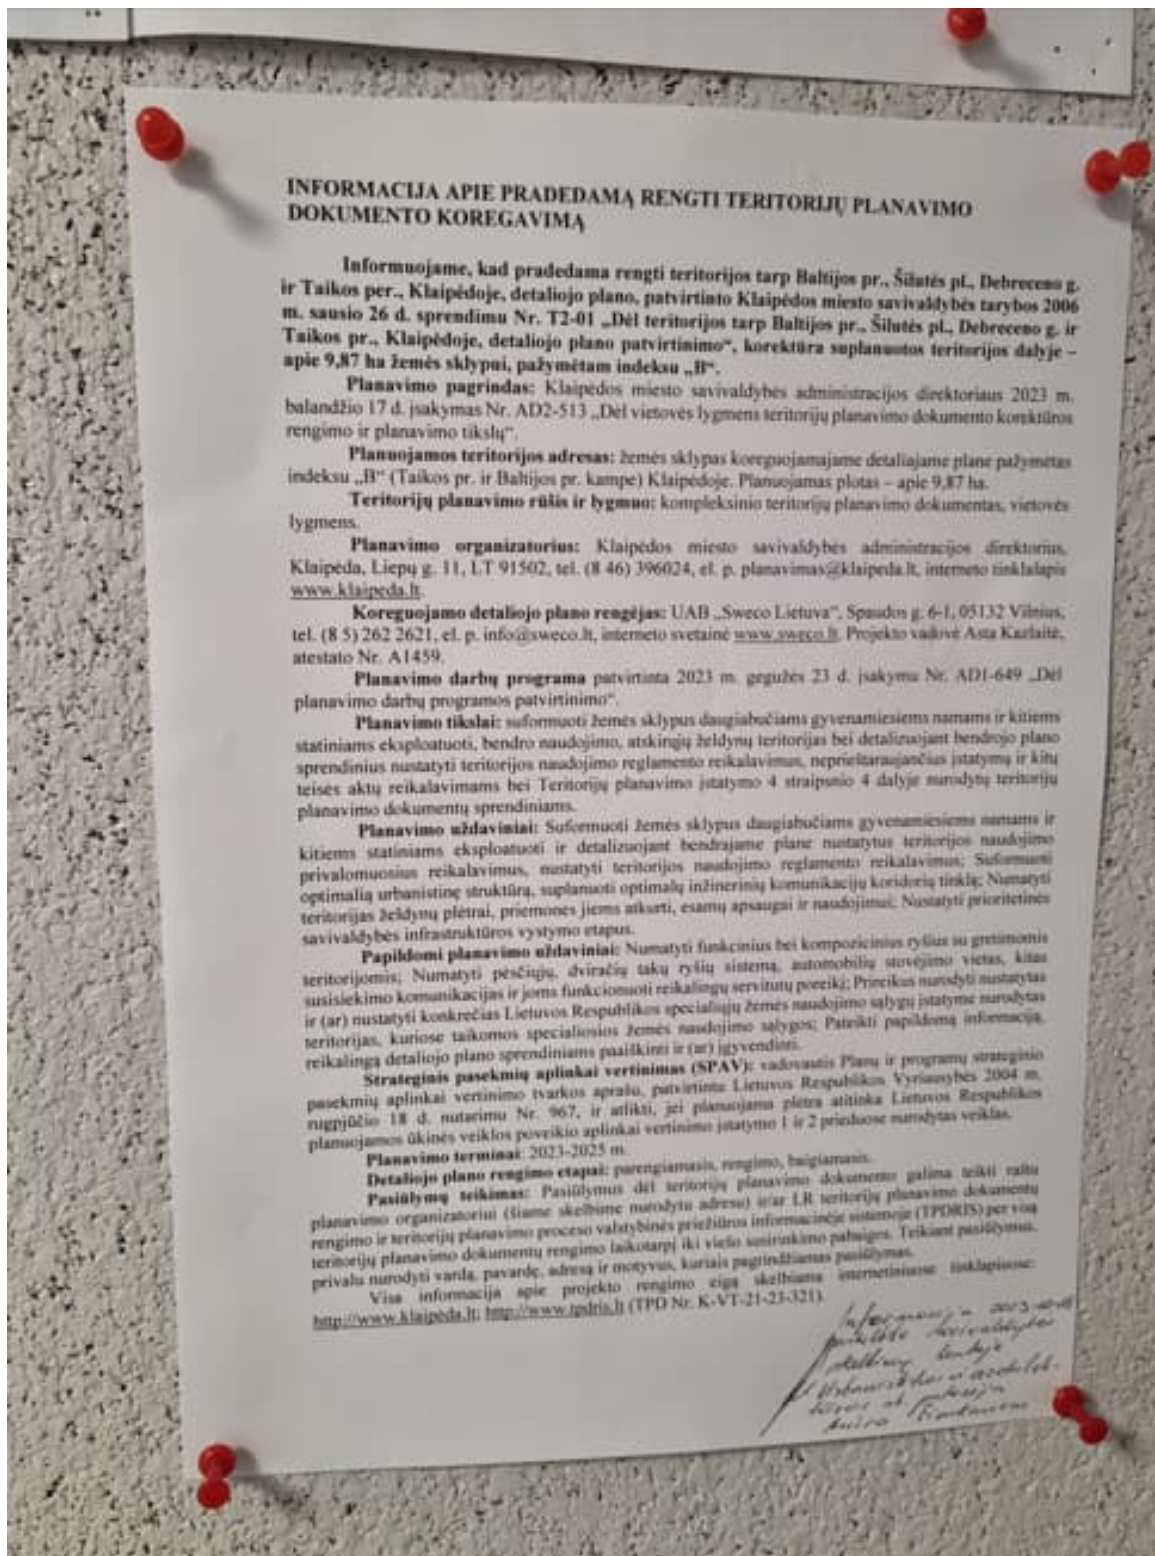 INFORMACIJA APIE PRADEDAMĄ RENGTI TERITORIJŲ PLANAVIMO
DOKUMENTO KOREGAVIMĄ
Informuojame, kad pradedama rengti teritorijos tarp Baltijos pr., Šilutės pl., Debreceno g.
ir Taikos per., Klaipėdoje, detaliojo plano, patvirtinto Klaipėdos miesto savivaldybės tarybos 2006
m. sausio 26 d. sprendimu Nr. T2-01 „Dėl teritorijos tarp Baltijos pr., Šilutės pl., Debreceno g. ir
Taikos pr., Klaipėdoje, detaliojo plano patvirtinimo“, korektūra suplanuotos teritorijos dalyje –
apie 9,87 ha žemės sklypui, pažymėtam indeksu „B“.
Planavimo pagrindas: Klaipėdos miesto savivaldybės administracijos direktoriaus 2023 m.
balandžio 17 d. įsakymas Nr. AD2-513 „Dėl vietovės lygmens teritorijų planavimo dokumento korektūros
rengimo ir planavimo tikslų“.
Planuojamos teritorijos adresas: žemės sklypas koreguojamajame detaliajame plane pažymėtas
indeksu „B“ (Taikos pr. ir Baltijos pr. kampe) Klaipėdoje. Planuojamas plotas – apie 9,87 ha.
Teritorijų planavimo rūšis ir lygmuo: kompleksinio teritorijų planavimo dokumentas, vietovės
lygmens.
Planavimo organizatorius: Klaipėdos miesto savivaldybės administracijos direktorius,
Klaipėda, Liepų g. 11, LT 91502, tel. (8 46) 396024, el. p. planavimas@klaipeda.lt, interneto tinklalapis
www.klaipeda.lt.
Koreguojamo detaliojo plano rengėjas: UAB „Sweco Lietuva“, Spaudos g. 6-1, 05132 Vilnius,
tel. (8 5) 262 2621, el. p. info@sweco.lt, interneto svetainė www.sweco.lt. Projekto vadovė Asta Kazlaitė,
atestato Nr. A1459.
Planavimo darbų programa patvirtinta 2023 m. gegužės 23 d. įsakymu Nr. AD1-649 „Dėl
planavimo darbų programos patvirtinimo“.
Planavimo tikslai: suformuoti žemės sklypus daugiabučiams gyvenamiesiems namams ir kitiems
statiniams eksploatuoti, bendro naudojimo, atskirųjų želdynų teritorijas bei detalizuojant bendrojo plano
sprendinius nustatyti teritorijos naudojimo reglamento reikalavimus, neprieštaraujančius įstatymų ir kitų
teisės aktų reikalavimams bei Teritorijų planavimo įstatymo 4 straipsnio 4 dalyje nurodytų teritorijų
planavimo dokumentų sprendiniams.
Planavimo uždaviniai: Suformuoti žemės sklypus daugiabučiams gyvenamiesiems namams ir
kitiems statiniams eksploatuoti ir detalizuojant bendrajame plane nustatytus teritorijos naudojimo
privalomuosius reikalavimus, nustatyti teritorijos naudojimo reglamento reikalavimus; Suformuoti
optimalią urbanistinę struktūrą, suplanuoti optimalų inžinerinių komunikacijų koridorių tinklą; Numatyti
teritorijas želdynų plėtrai, priemones jiems atkurti, esamų apsaugai ir naudojimui; Nustatyti prioritetinės
savivaldybės infrastruktūros vystymo etapus.
Papildomi planavimo uždaviniai: Numatyti funkcinius bei kompozicinius ryšius su gretimomis
teritorijomis; Numatyti pėsčiųjų, dviračių takų ryšių sistemą, automobilių stovėjimo vietas, kitas
susisiekimo komunikacijas ir joms funkcionuoti reikalingų servitutų poreikį; Prireikus nurodyti nustatytas
ir (ar) nustatyti konkrečias Lietuvos Respublikos specialiųjų žemės naudojimo sąlygų įstatyme nurodytas
teritorijas, kuriose taikomos specialiosios žemės naudojimo sąlygos; Pateikti papildomą informaciją,
reikalingą detaliojo plano sprendiniams paaiškinti ir (ar) įgyvendinti.
Strateginis pasekmių aplinkai vertinimas (SPAV): vadovautis Planų ir programų strateginio
pasekmių aplinkai vertinimo tvarkos aprašu, patvirtintu Lietuvos Respublikos Vyriausybės 2004 m.
rugpjūčio 18 d. nutarimu Nr. 967, ir atlikti, jei planuojama plėtra atitinka Lietuvos Respublikos
planuojamos ūkinės veiklos poveikio aplinkai vertinimo įstatymo 1 ir 2 prieduose nurodytas veiklas.
Planavimo terminai: 2023-2025 m.
Detaliojo plano rengimo etapai: parengiamasis, rengimo, baigiamasis.
Pasiūlymų teikimas: Pasiūlymus dėl teritorijų planavimo dokumento galima teikti raštu
planavimo organizatoriui (šiame skelbime nurodytu adresu) ir/ar LR teritorijų planavimo dokumentų
rengimo ir teritorijų planavimo proceso valstybinės priežiūros informacinėje sistemoje (TPDRIS) per visą
teritorijų planavimo dokumentų rengimo laikotarpį iki viešo susirinkimo pabaigos. Teikiant pasiūlymus,
privalu nurodyti vardą, pavardę, adresą ir motyvus, kuriais pagrindžiamas pasiūlymas.
Visa informacija apie projekto rengimo eigą skelbiama internetiniuose tinklapiuose:
http://www.klaipėda.lt; http://www.tpdris.lt (TPD Nr. K-VT-21-23-321).
Informacija
savivaldybės
skelbimų lentoje